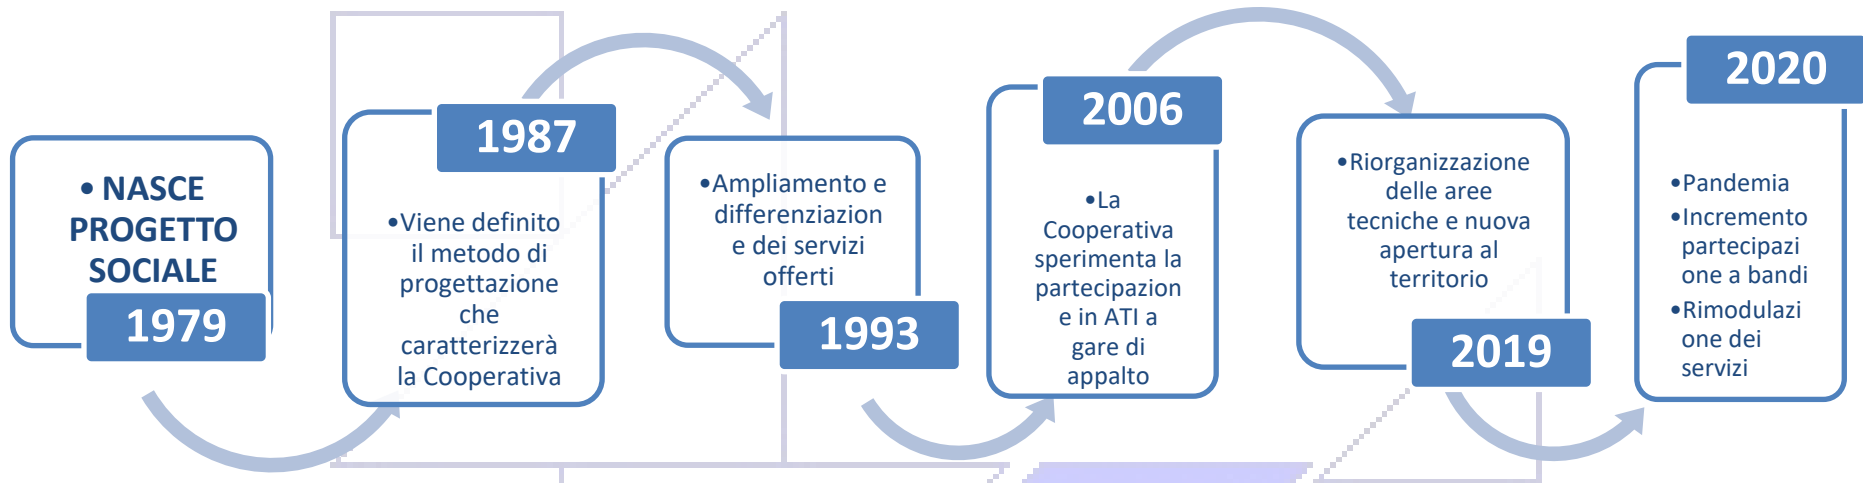 • NASCE
PROGETTO
SOCIALE
1979
1987
•Viene definito
il metodo di
progettazione
che
caratterizzerà
la Cooperativa
•Ampliamento e
differenziazion
e dei servizi
offerti
1993
2006
•La
Cooperativa
sperimenta la
partecipazion
e in ATI a
gare di
appalto
•Riorganizzazione
delle aree
tecniche e nuova
apertura al
territorio
2019
2020
•Pandemia
•Incremento
partecipazi
one a bandi
•Rimodulazi
one dei
servizi